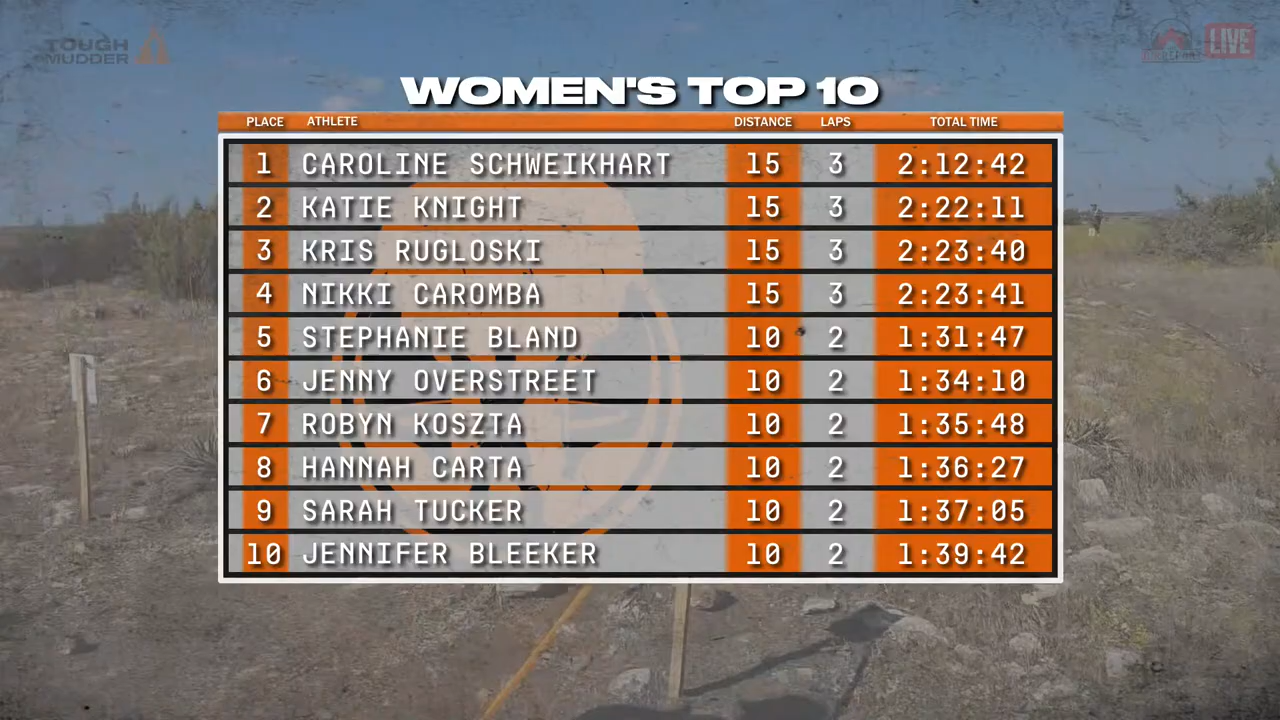 TOUGH
MUDDER
LIVE
WOMEN'S TOP 10
PLACE ATHLETE DISTANCE LAPS TOTAL TIME
1 CAROLINE SCHWEIKHART 15 3 2:12:42
2 KATIE KNIGHT 15 3 2:22:11
3 KRIS RUGLOSKI 15 3 2:23:40
4 NIKKI CAROMBA 15 3 2:23:41
5 STEPHANIE BLAND 10 2 1:31:47
6 JENNY OVERSTREET 10 2 1:34:10
7 ROBYN KOSZTA 10 2 1:35:48
8 HANNAH CARTA 10 2 1:36:27
9 SARAH TUCKER 10 2 1:37:05
10 JENNIFER BLEEKER 10 2 1:39:42